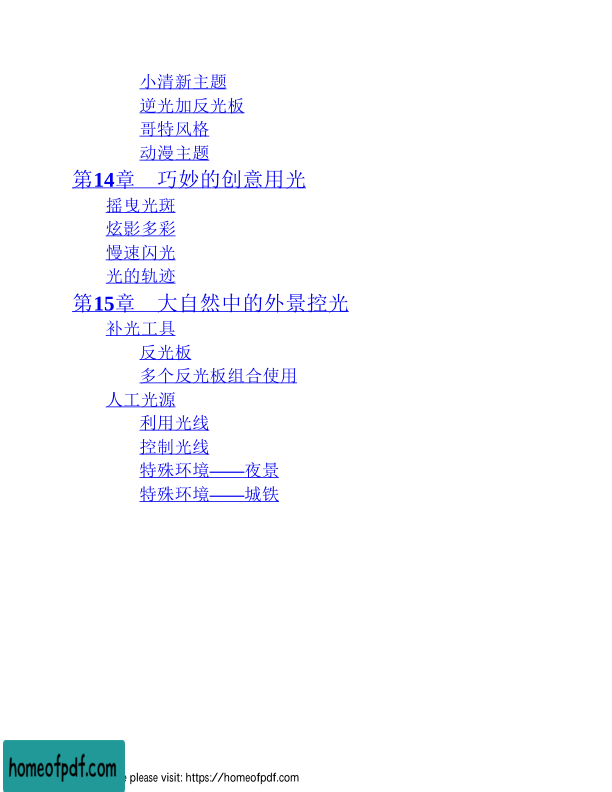 小清新主题
逆光加反光板
哥特风格
动漫主题
第14章　巧妙的创意用光
摇曳光斑
炫影多彩
慢速闪光
光的轨迹
第15章　大自然中的外景控光
补光工具
反光板
多个反光板组合使用
人工光源
利用光线
控制光线
特殊环境——夜景
特殊环境——城铁
homeofpdf.com
please visit: https://homeofpdf.com